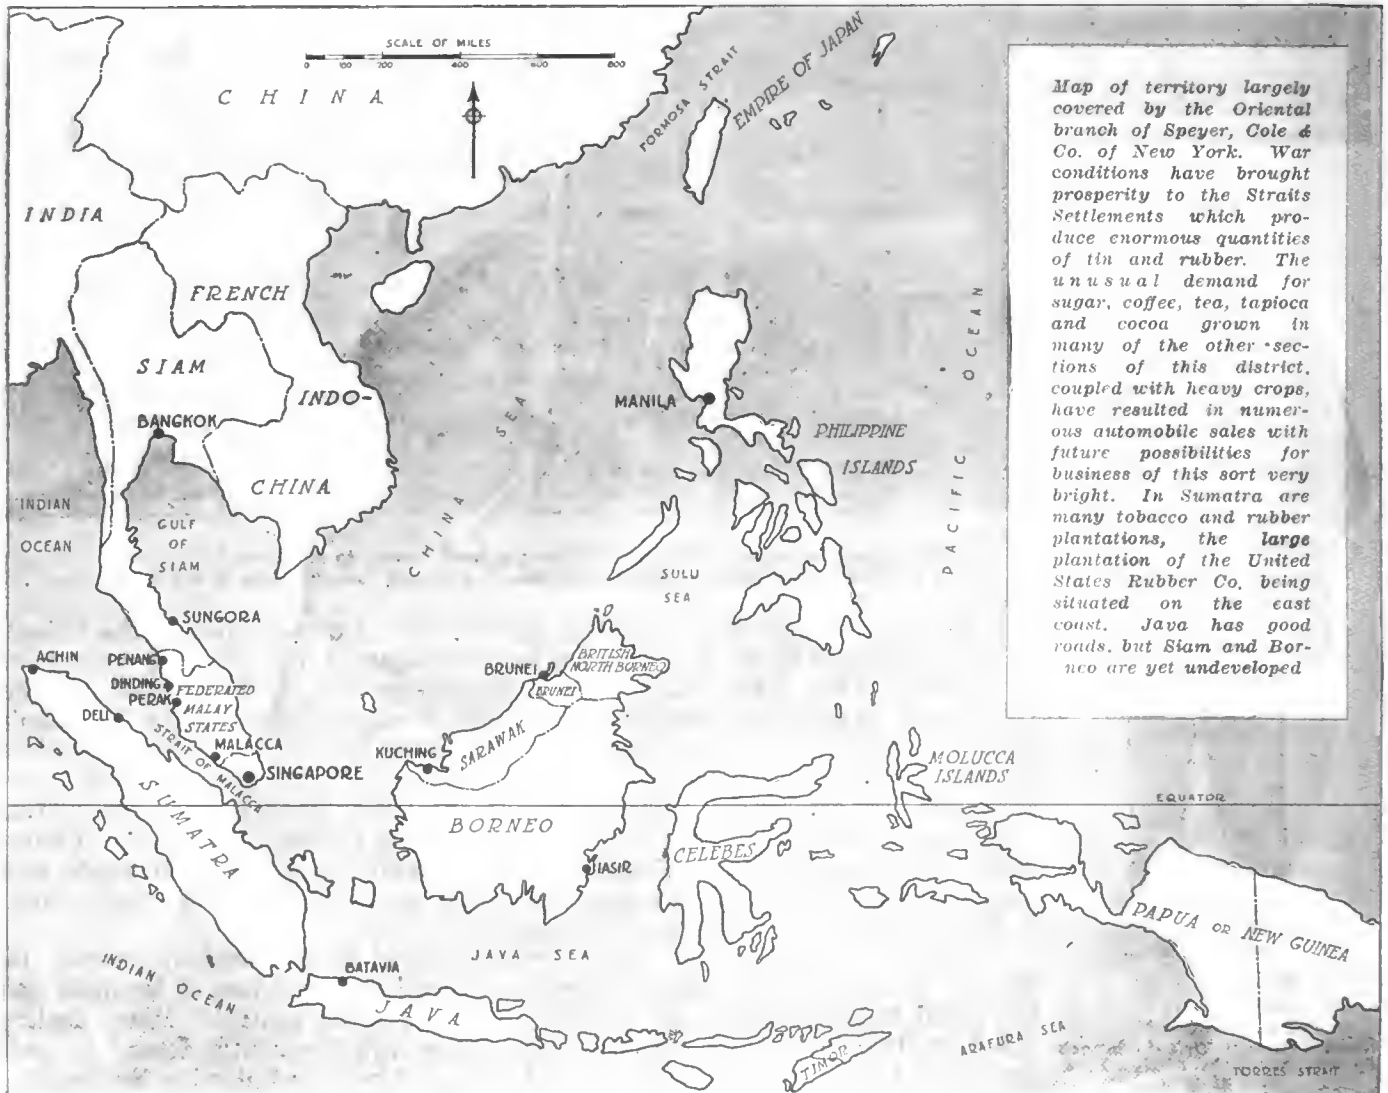 SCALE OF MILES
0 100 200 400 600 800
CHINA
FORMOSA STRAIT
EMPIRE OF JAPAN
Map of territory largely
covered by the Oriental
branch of Speyer, Cole &
Co. of New York. War
conditions have brought
prosperity to the Straits
Settlements which pro-
duce enormous quantities
of tin and rubber. The
unusual demand for
sugar, coffee, tea, tapioca
and cocoa grown in
many of the other sec-
tions of this district,
coupled with heavy crops,
have resulted in numer-
ous automobile sales with
future possibilities for
business of this sort very
bright. In Sumatra are
many tobacco and rubber
plantations, the large
plantation of the United
States Rubber Co. being
situated on the east
coast. Java has good
roads, but Siam and Bor-
neo are yet undeveloped
INDIA
FRENCH
INDO-
CHINA
SIAM
BANGKOK
MANILA
PHILIPPINE
ISLANDS
PACIFIC OCEAN
CHINA SEA
INDIAN
OCEAN
GULF
OF
SIAM
SULU
SEA
SUNGORA
ACHIN
PENANG
DINDING
PERAK
FEDERATED
MALAY
STATES
DELI
MALACCA
STRAIT OF MALACCA
SINGAPORE
SUMATRA
BRUNEI
BRITISH
NORTH BORNEO
BRUNEI
SARAWAK
KUCHING
BORNEO
CELEBES
MOLUCCA
ISLANDS
EQUATOR
PAPUA OR NEW GUINEA
JAVA SEA
INDIAN OCEAN
BATAVIA
JAVA
TIMOR
ARAFURA SEA
TORRES STRAIT